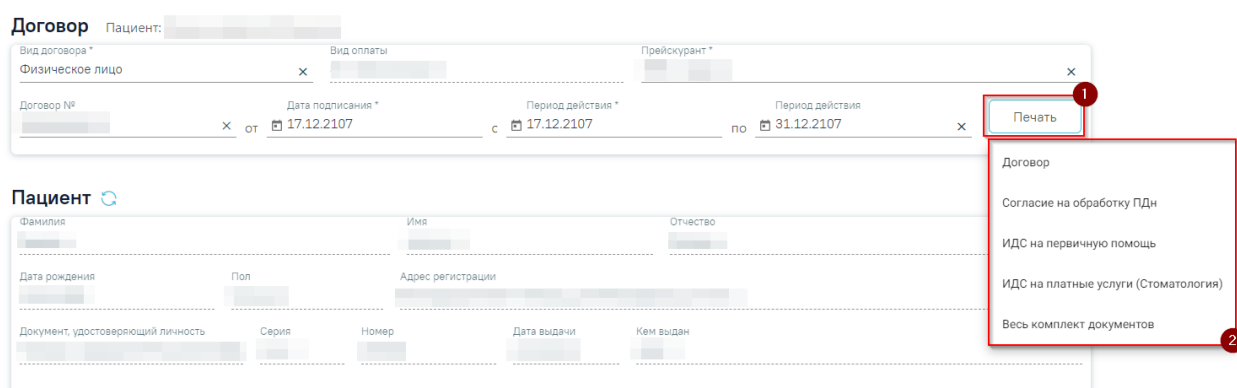 Договор Пациент:
Вид договора * Вид оплаты Прейскурант *
Физическое лицо × ×
1
Договор № Дата подписания * Период действия * Период действия
× от 17.12.2107 с 17.12.2107 по 31.12.2107 × Печать
Договор
Согласие на обработку ПДн
ИДС на первичную помощь
ИДС на платные услуги (Стоматология)
Весь комплект документов
2
Пациент
Фамилия Имя Отчество
Дата рождения Пол Адрес регистрации
Документ, удостоверяющий личность Серия Номер Дата выдачи Кем выдан